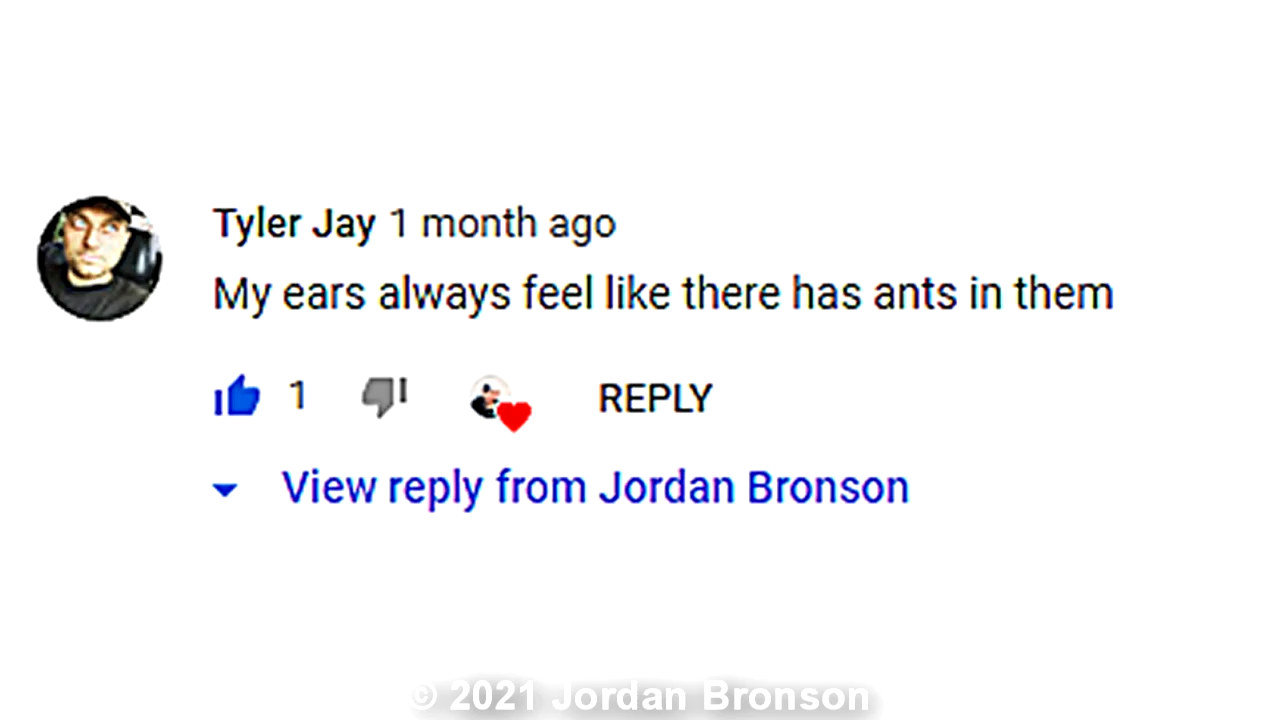 Tyler Jay 1 month ago
My ears always feel like there has ants in them
1 REPLY
View reply from Jordan Bronson
© 2021 Jordan Bronson